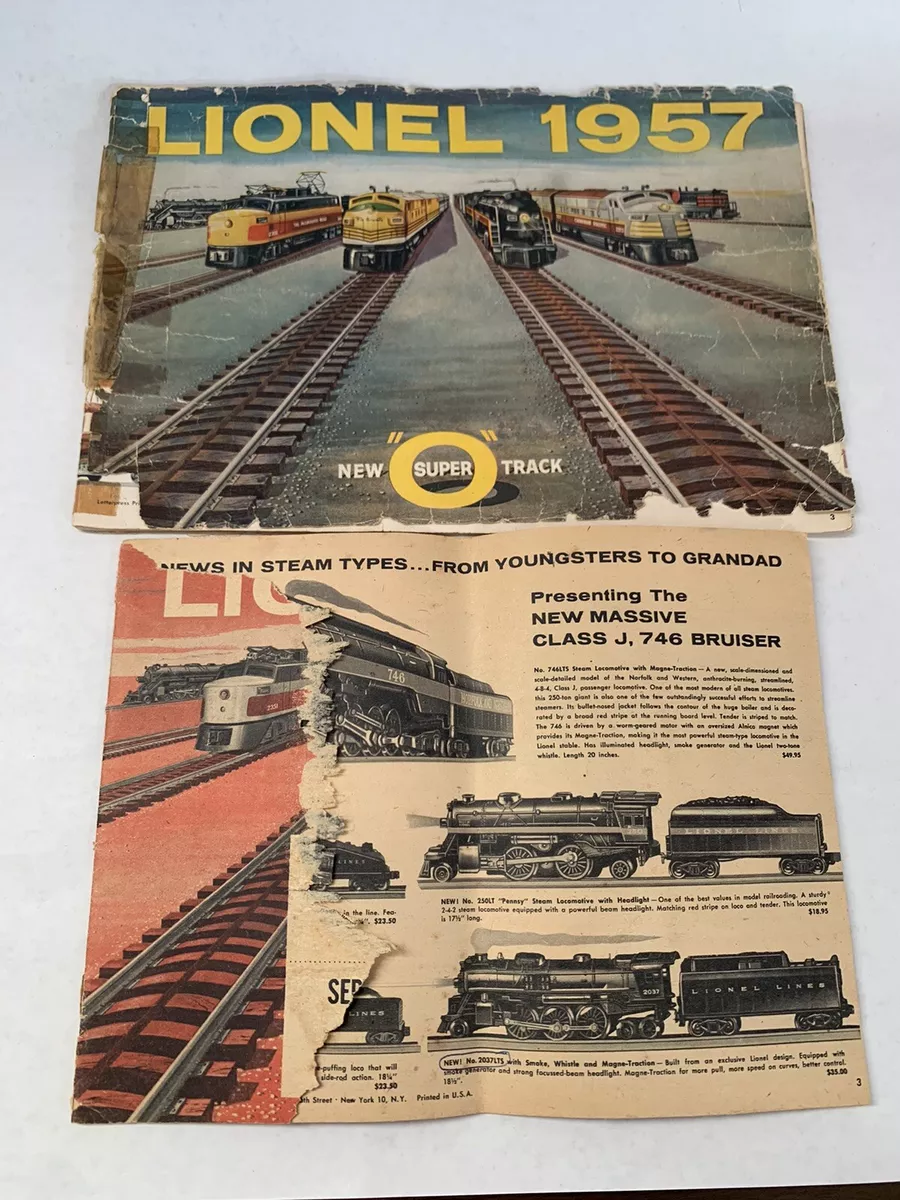 LIONEL 1957
NEW "O" SUPER TRACK
Letterpress
3
NEWS IN STEAM TYPES...FROM YOUNGSTERS TO GRANDAD
LIO
Presenting The
NEW MASSIVE
CLASS J, 746 BRUISER
746
2331
No. 746LTS Steam Locomotive with Magne-Traction — A new, scale-dimensioned and
scale-detailed model of the Norfolk and Western, anthracite-burning, streamlined,
4-8-4, Class J, passenger locomotive. One of the most modern of all steam locomotives.
this 250-ton giant is also one of the few outstandingly successful efforts to streamline
steamers. Its bullet-nosed jacket follows the contour of the huge boiler and is deco-
rated by a broad red stripe at the running board level. Tender is striped to match.
The 746 is driven by a worm-geared motor with an oversized Alnico magnet which
provides its Magne-Traction, making it the most powerful steam-type locomotive in the
Lionel stable. Has illuminated headlight, smoke generator and the Lionel two-tone
whistle. Length 20 inches. $49.95
LIONEL LINES
LINES
NEW! No. 250LT "Pennsy" Steam Locomotive with Headlight — One of the best values in model railroading. A sturdy
2-4-2 steam locomotive equipped with a powerful beam headlight. Matching red stripe on loco and tender. This locomotive
is 17½" long. $18.95
in the line. Fea-
$23.50
SEP
INES
2037
LIONEL LINES
NEW! No. 2037LTS with Smoke, Whistle and Magne-Traction — Built from an exclusive Lionel design. Equipped with
smoke generator and strong focussed-beam headlight. Magne-Traction for more pull, more speed on curves, better control.
18½". $35.00
-puffing loco that will
side-rod action. 18¼"
$23.50
th Street · New York 10, N.Y. Printed in U.S.A.
3